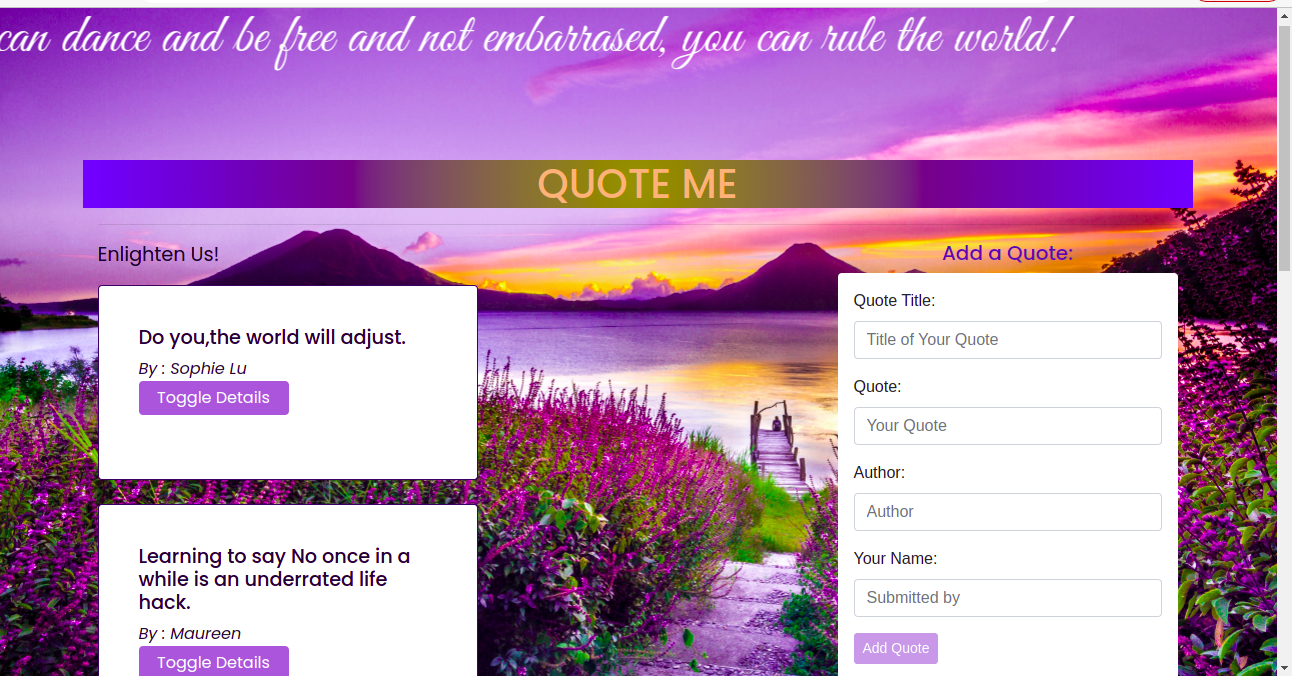 can dance and be free and not embarrased, you can rule the world!
QUOTE ME
Enlighten Us!
Do you,the world will adjust.
By : Sophie Lu
Toggle Details
Learning to say No once in a
while is an underrated life
hack.
By : Maureen
Toggle Details
Add a Quote:
Quote Title:
Title of Your Quote
Quote:
Your Quote
Author:
Author
Your Name:
Submitted by
Add Quote